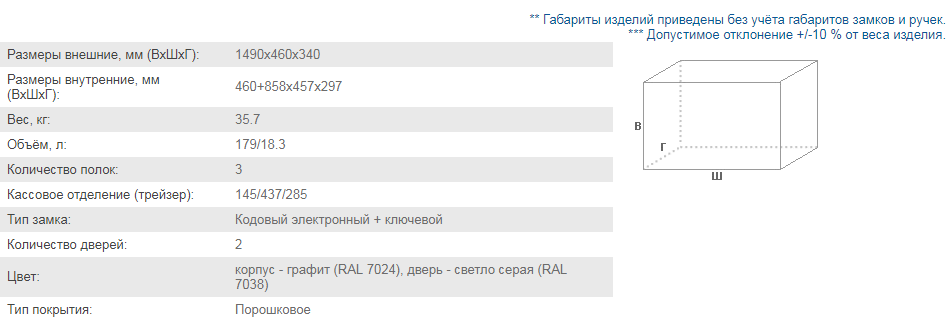 ** Габариты изделий приведены без учёта габаритов замков и ручек.
*** Допустимое отклонение +/-10 % от веса изделия.
Размеры внешние, мм (ВхШхГ): 1490х460х340
Размеры внутренние, мм
(ВхШхГ): 460+858х457х297
Вес, кг: 35.7
Объём, л: 179/18.3
Количество полок: 3
Кассовое отделение (трейзер): 145/437/285
Тип замка: Кодовый электронный + ключевой
Количество дверей: 2
Цвет: корпус - графит (RAL 7024), дверь - светло серая (RAL
7038)
Тип покрытия: Порошковое
В
Г
Ш